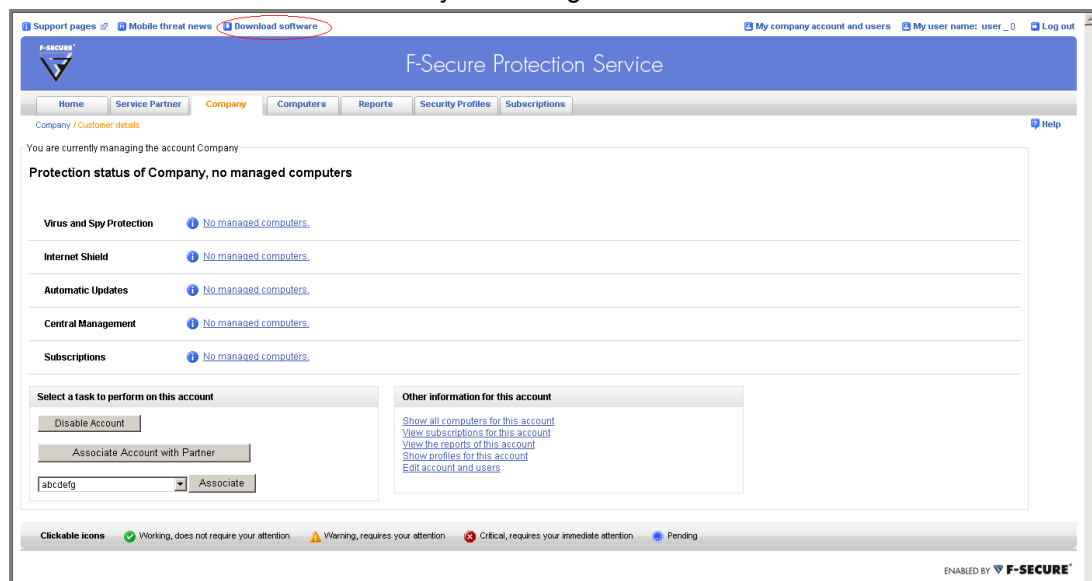 Support pages Mobile threat news Download software My company account and users My user name: user_0 Log out
F-SECURE
F-Secure Protection Service
Home Service Partner Company Computers Reports Security Profiles Subscriptions
Company / Customer details Help
You are currently managing the account Company
Protection status of Company, no managed computers
Virus and Spy Protection No managed computers.
Internet Shield No managed computers.
Automatic Updates No managed computers.
Central Management No managed computers.
Subscriptions No managed computers.
Select a task to perform on this account
Disable Account
Associate Account with Partner
abcdefg Associate
Other information for this account
Show all computers for this account
View subscriptions for this account
View the reports of this account
Show profiles for this account
Edit account and users
Clickable icons Working, does not require your attention Warning, requires your attention Critical, requires your immediate attention Pending
ENABLED BY F-SECURE